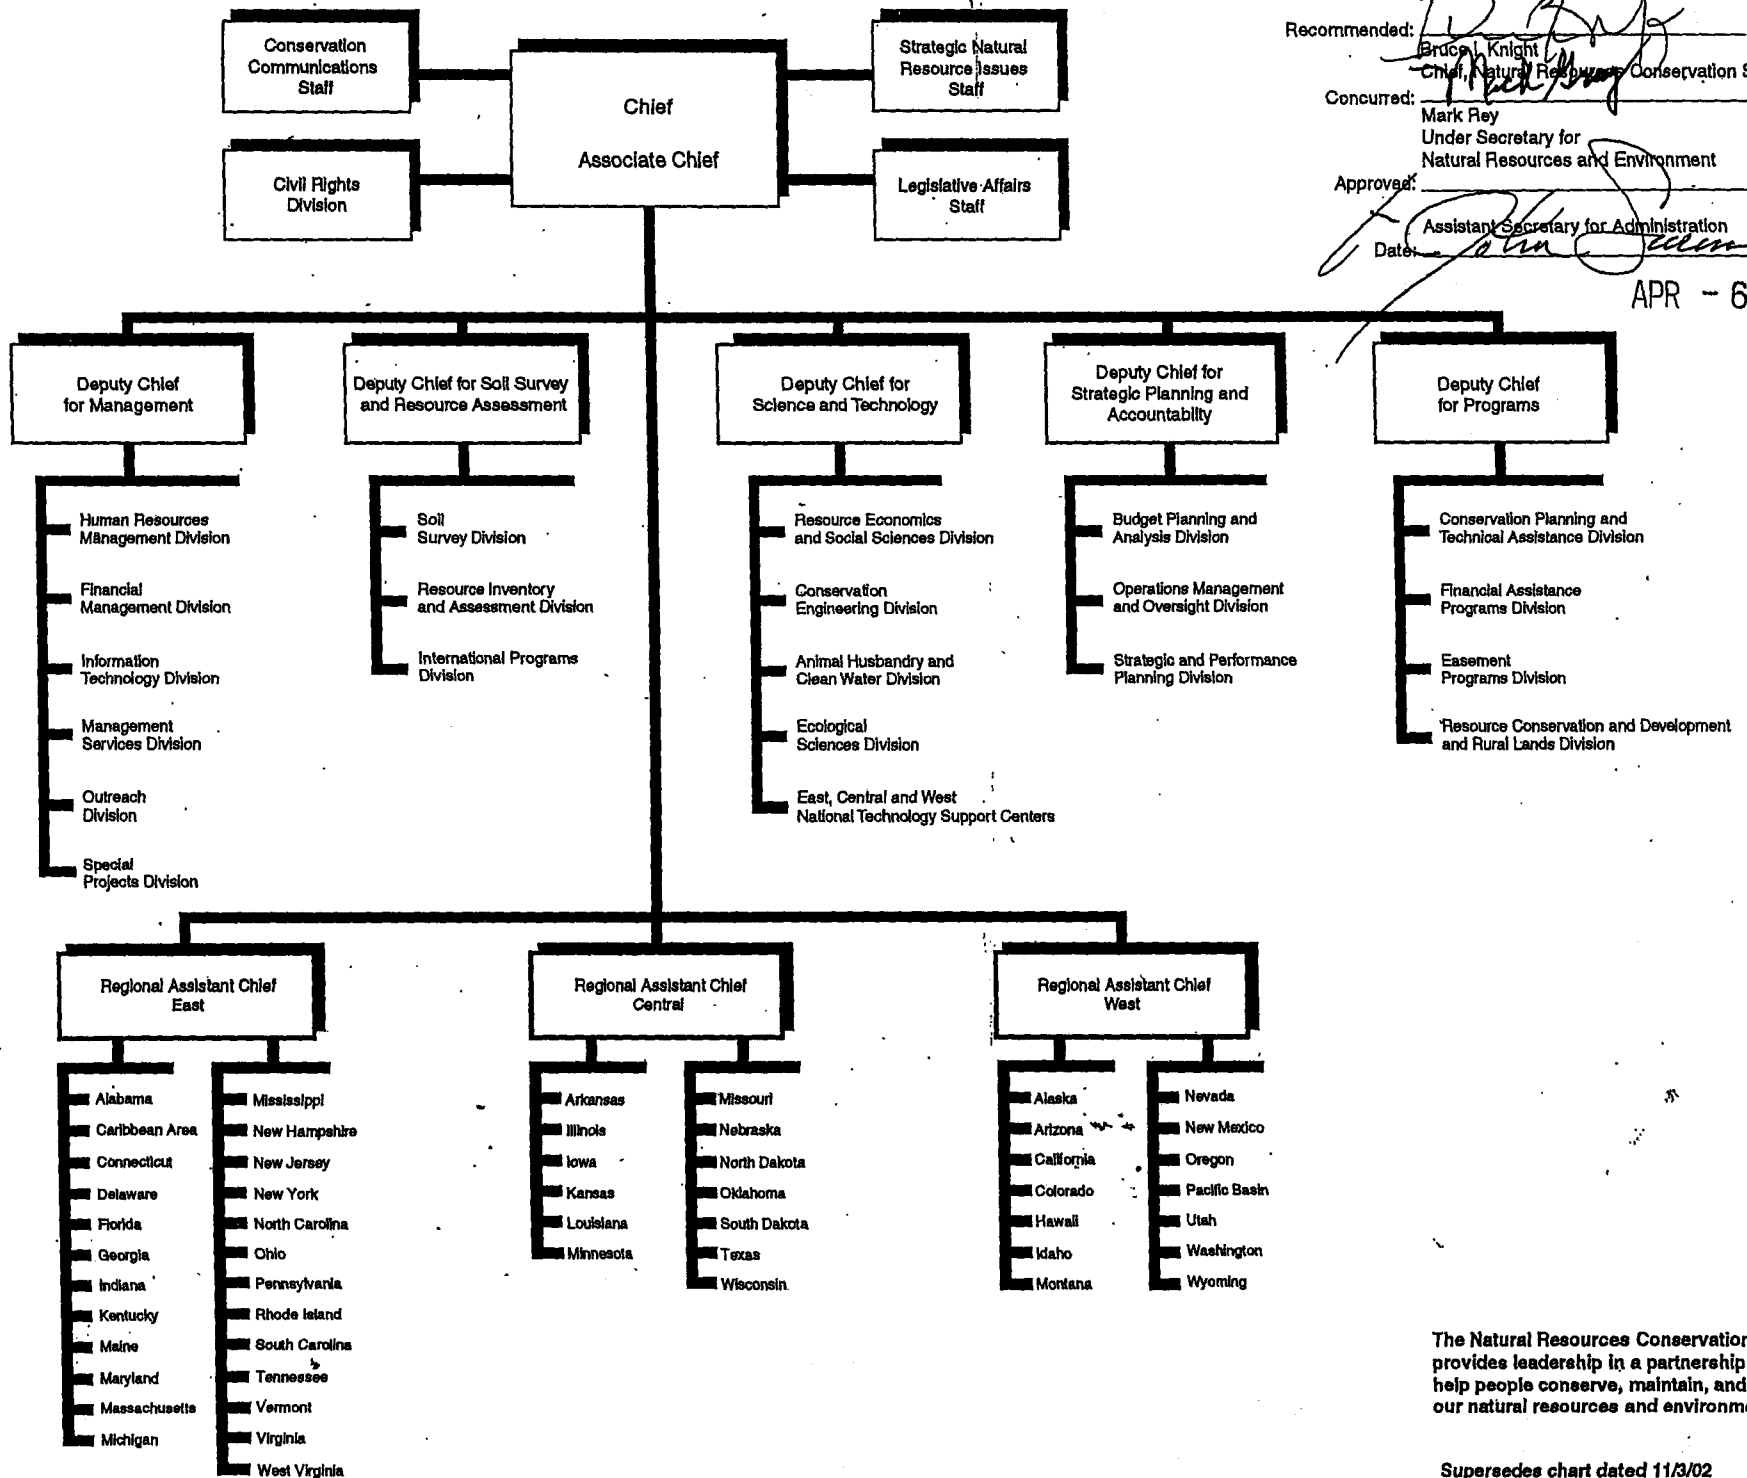 Conservation
Communications
Staff
Strategic Natural
Resource Issues
Staff
Chief
Associate Chief
Civil Rights
Division
Legislative Affairs
Staff
Recommended:
Bruce I. Knight
Chief, Natural Resources Conservation S
Concurred:
Mark Rey
Under Secretary for
Natural Resources and Environment
Approved:
Assistant Secretary for Administration
Date:
APR - 6
Deputy Chief
for Management
Deputy Chief for Soil Survey
and Resource Assessment
Deputy Chief for
Science and Technology
Deputy Chief for
Strategic Planning and
Accountability
Deputy Chief
for Programs
Human Resources
Management Division
Financial
Management Division
Information
Technology Division
Management
Services Division
Outreach
Division
Special
Projects Division
Soil
Survey Division
Resource Inventory
and Assessment Division
International Programs
Division
Resource Economics
and Social Sciences Division
Conservation
Engineering Division
Animal Husbandry and
Clean Water Division
Ecological
Sciences Division
East, Central and West
National Technology Support Centers
Budget Planning and
Analysis Division
Operations Management
and Oversight Division
Strategic and Performance
Planning Division
Conservation Planning and
Technical Assistance Division
Financial Assistance
Programs Division
Easement
Programs Division
Resource Conservation and Development
and Rural Lands Division
Regional Assistant Chief
East
Regional Assistant Chief
Central
Regional Assistant Chief
West
Alabama
Caribbean Area
Connecticut
Delaware
Florida
Georgia
Indiana
Kentucky
Maine
Maryland
Massachusetts
Michigan
Mississippi
New Hampshire
New Jersey
New York
North Carolina
Ohio
Pennsylvania
Rhode Island
South Carolina
Tennessee
Vermont
Virginia
West Virginia
Arkansas
Illinois
Iowa
Kansas
Louisiana
Minnesota
Missouri
Nebraska
North Dakota
Oklahoma
South Dakota
Texas
Wisconsin
Alaska
Arizona
California
Colorado
Hawaii
Idaho
Montana
Nevada
New Mexico
Oregon
Pacific Basin
Utah
Washington
Wyoming
The Natural Resources Conservation
provides leadership in a partnership
help people conserve, maintain, and
our natural resources and environme
Supersedes chart dated 11/3/02